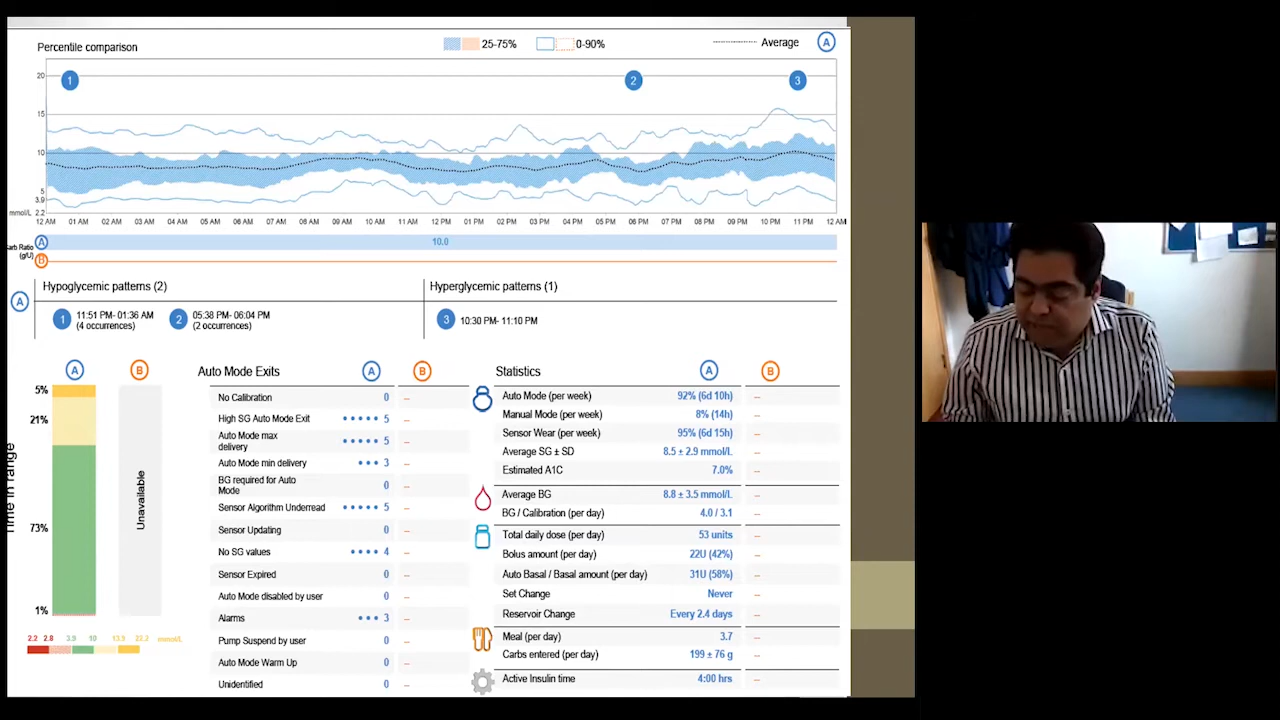 Percentile comparison
25-75%
0-90%
Average
A
20
1
2
3
15
10
5
3.9
mmol/L 2.2
12 AM 01 AM 02 AM 03 AM 04 AM 05 AM 06 AM 07 AM 08 AM 09 AM 10 AM 11 AM 12 PM 01 PM 02 PM 03 PM 04 PM 05 PM 06 PM 07 PM 08 PM 09 PM 10 PM 11 PM 12 AM
arb Ratio
(g/U)
A
10.0
B
A
Hypoglycemic patterns (2)
Hyperglycemic patterns (1)
1
11:51 PM- 01:36 AM
(4 occurrences)
2
05:38 PM- 06:04 PM
(2 occurrences)
3
10:30 PM- 11:10 PM
Time in range
A B
5%
21%
73%
1%
Unavailable
2.2 2.8 3.9 10 13.9 22.2 mmol/L
Auto Mode Exits A B
No Calibration 0 --
High SG Auto Mode Exit 5 --
Auto Mode max
delivery 5 --
Auto Mode min delivery 3 --
BG required for Auto
Mode 0 --
Sensor Algorithm Underread 5 --
Sensor Updating 0 --
No SG values 4 --
Sensor Expired 0 --
Auto Mode disabled by user 0 --
Alarms 3 --
Pump Suspend by user 0 --
Auto Mode Warm Up 0 --
Unidentified 0 --
Statistics A B
Auto Mode (per week) 92% (6d 10h) --
Manual Mode (per week) 8% (14h) --
Sensor Wear (per week) 95% (6d 15h) --
Average SG ± SD 8.5 ± 2.9 mmol/L --
Estimated A1C 7.0% --
Average BG 8.8 ± 3.5 mmol/L --
BG / Calibration (per day) 4.0 / 3.1 --
Total daily dose (per day) 53 units --
Bolus amount (per day) 22U (42%) --
Auto Basal / Basal amount (per day) 31U (58%) --
Set Change Never --
Reservoir Change Every 2.4 days --
Meal (per day) 3.7 --
Carbs entered (per day) 199 ± 76 g --
Active Insulin time 4:00 hrs --